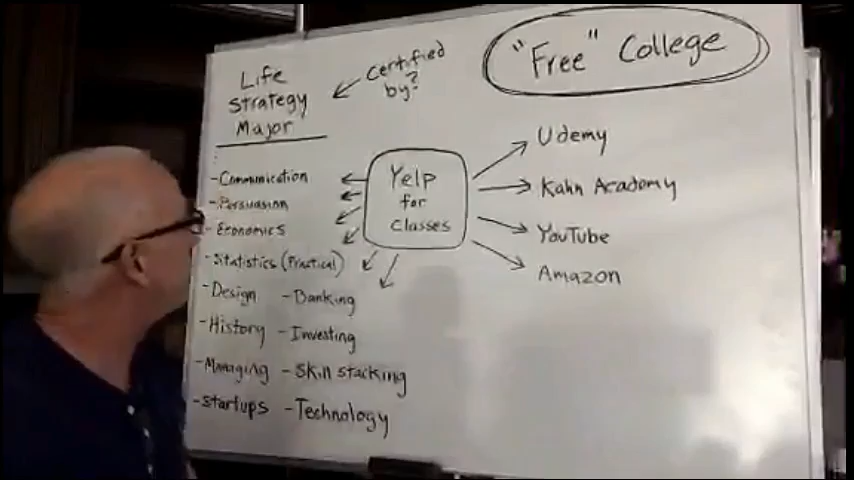 "Free" College
Life
Strategy
Major
Certified
by?
- Communication
- Persuasion
- Economics
- Statistics (Practical)
- Design - Banking
- History - Investing
- Managing - Skill stacking
- Startups - Technology
Yelp
for
Classes
Udemy
Kahn Academy
YouTube
Amazon